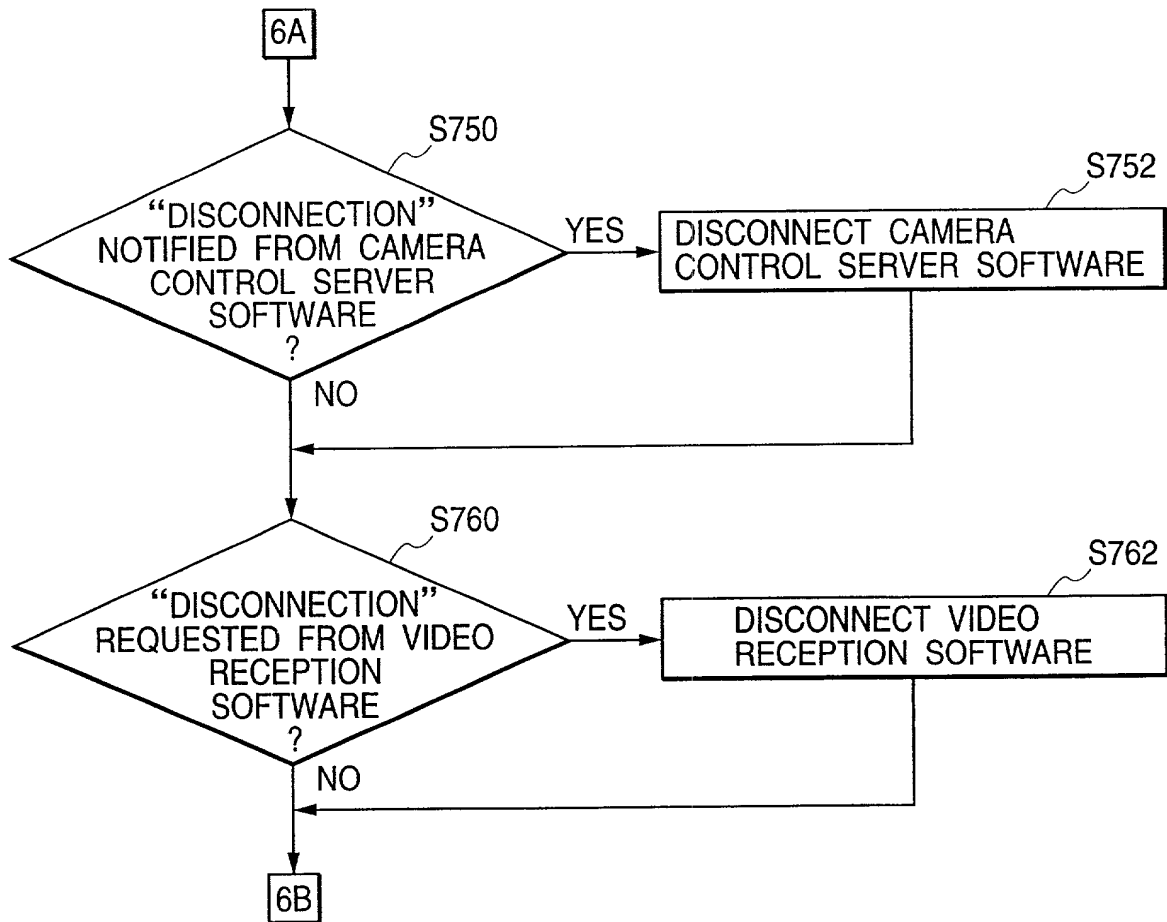 6A
S750
“DISCONNECTION”
NOTIFIED FROM CAMERA
CONTROL SERVER
SOFTWARE
?
YES
S752
DISCONNECT CAMERA
CONTROL SERVER SOFTWARE
NO
S760
“DISCONNECTION”
REQUESTED FROM VIDEO
RECEPTION
SOFTWARE
?
YES
S762
DISCONNECT VIDEO
RECEPTION SOFTWARE
NO
6B